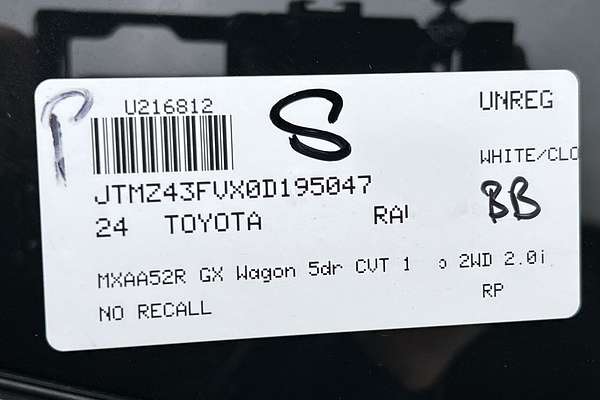 P
U216812
S
UNREG
JTMZ43FVX0D195047
WHITE/CLO
24 TOYOTA RAV
BB
MXAA52R GX Wagon 5dr CVT 1 2WD 2.0i
NO RECALL
RP